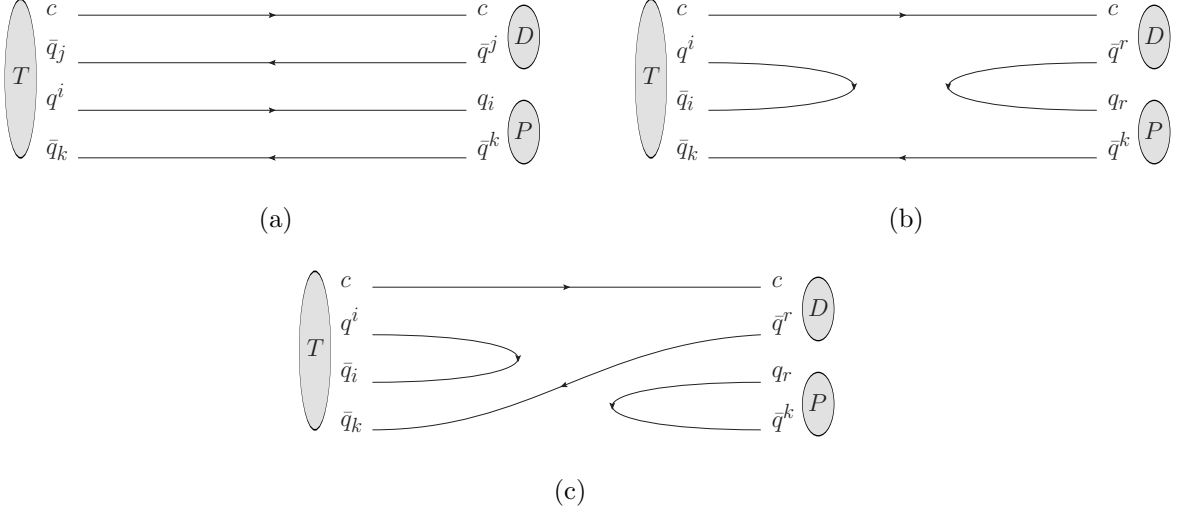 c c
q̄_j q̄^j D
T
q^i q_i
q̄_k q̄^k P
(a)
c c
q^i q̄^r D
T
q̄_i q_r
q̄_k q̄^k P
(b)
c c
q^i q̄^r D
T
q̄_i q_r
q̄_k q̄^k P
(c)